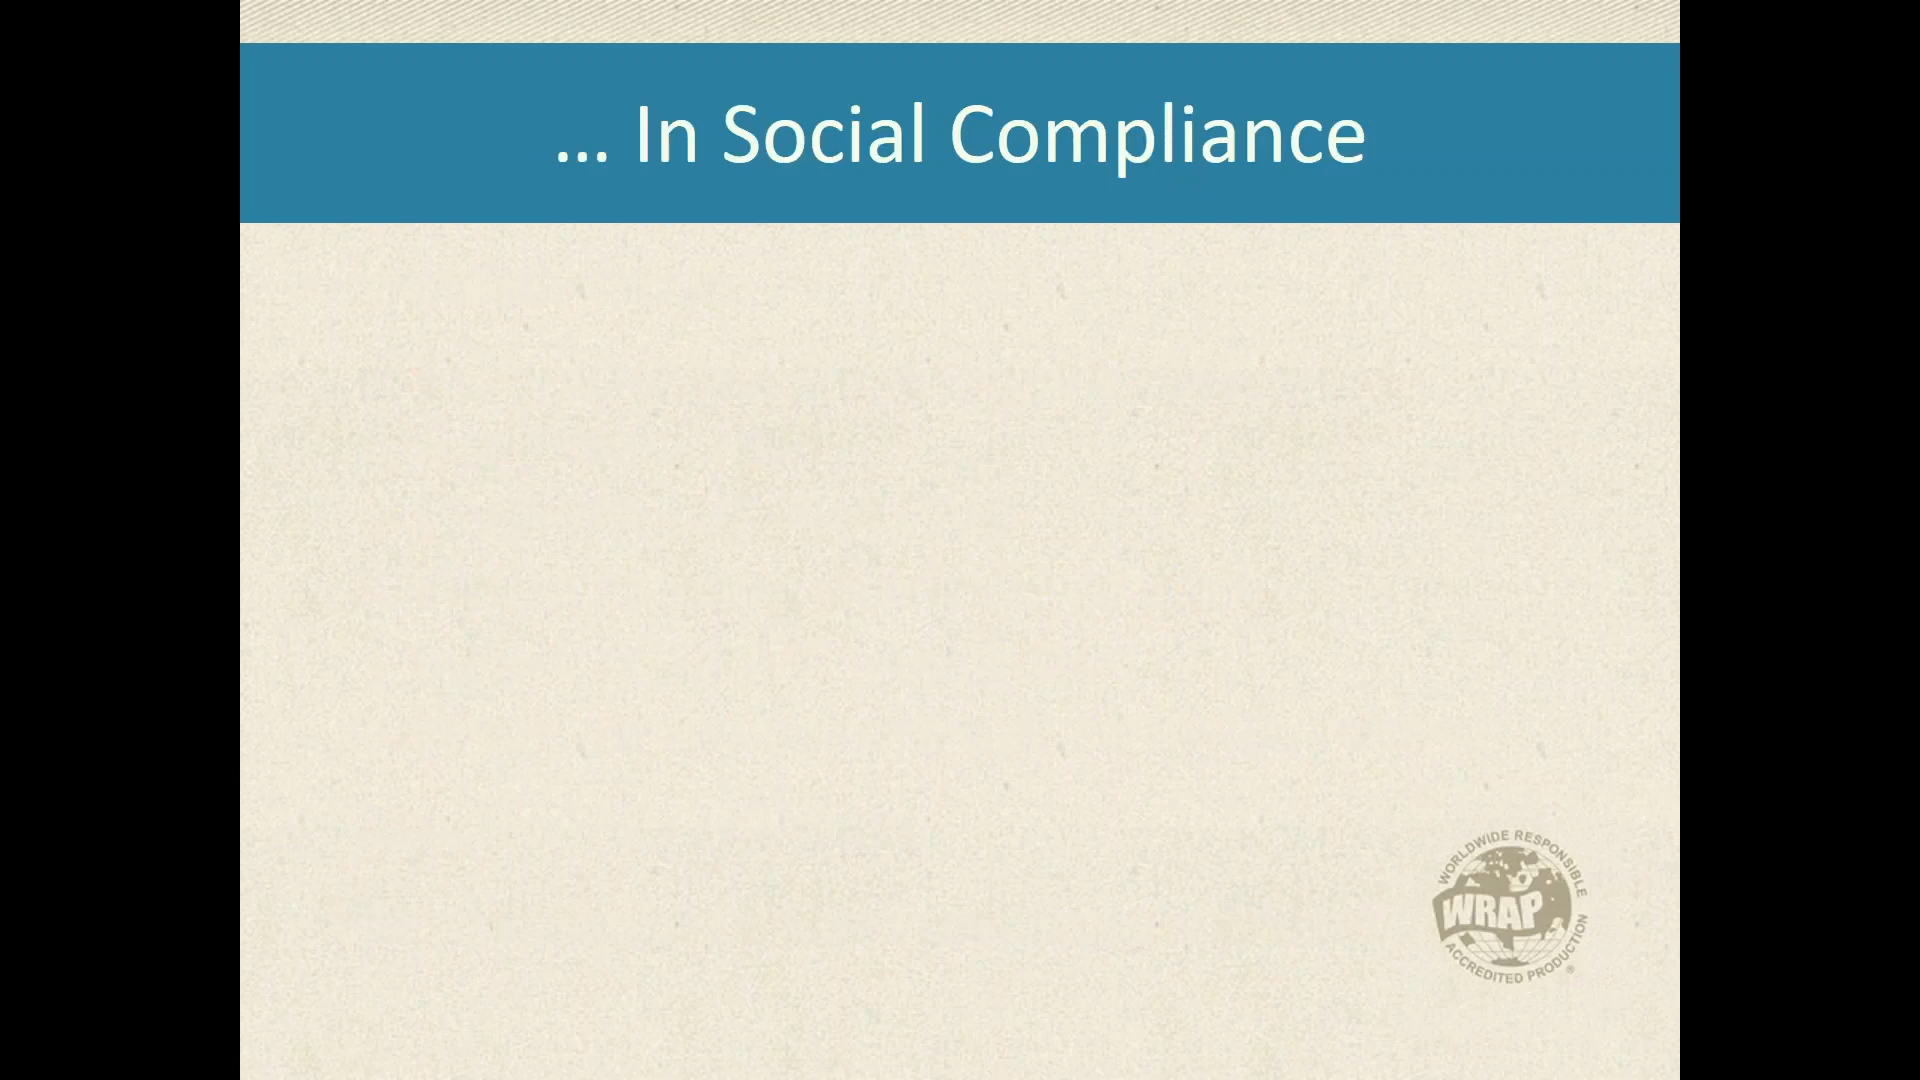 ... In Social Compliance
WORLDWIDE RESPONSIBLE
WRAP
ACCREDITED PRODUCTION
®